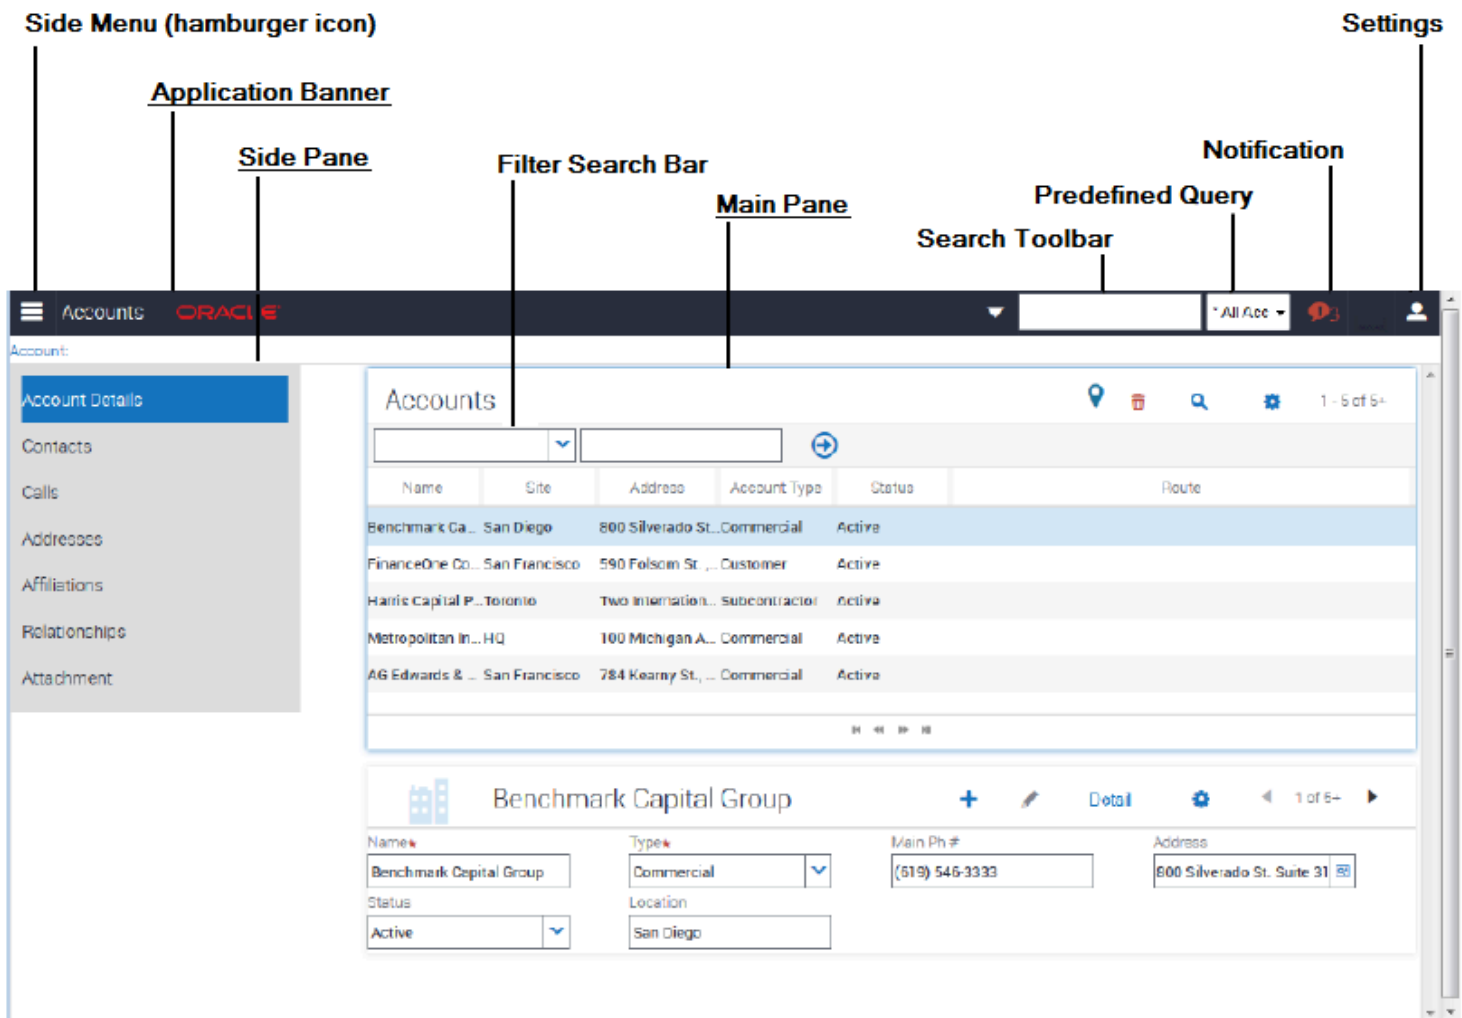 Side Menu (hamburger icon)
Settings
Application Banner
Side Pane
Filter Search Bar
Notification
Main Pane
Predefined Query
Search Toolbar
Accounts
ORACLE
* All Acc
3
Account:
Account Details
Contacts
Calls
Addresses
Affiliations
Relationships
Attachment
Accounts
1 - 5 of 5+
Name Site Address Account Type Status Route
Benchmark Ca... San Diego 800 Silverado St... Commercial Active
FinanceOne Co... San Francisco 590 Folsom St. ,... Customer Active
Harris Capital P... Toronto Two Internation... Subcontractor Active
Metropolitan In... HQ 100 Michigan A... Commercial Active
AG Edwards & ... San Francisco 784 Kearny St., ... Commercial Active
Benchmark Capital Group
Detail
1 of 5+
Name* Type* Main Ph # Address
Benchmark Capital Group Commercial (619) 546-3333 800 Silverado St. Suite 31
Status Location
Active San Diego